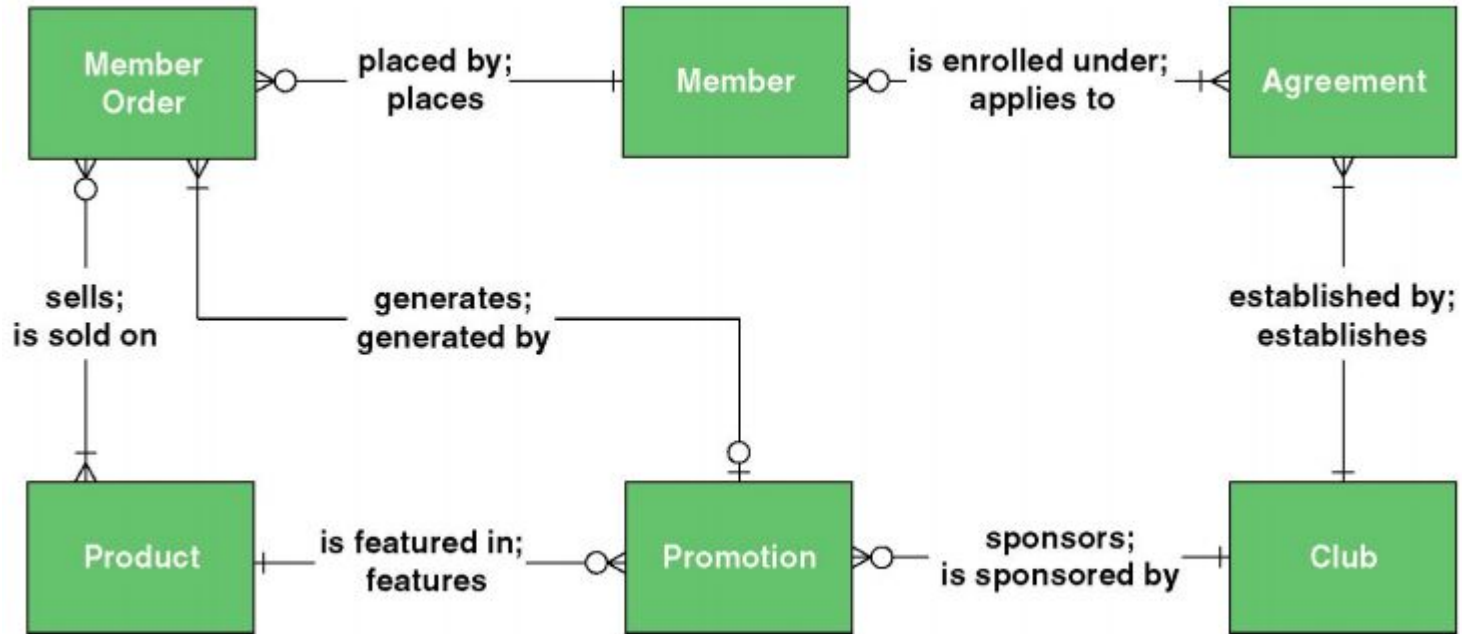 Member
Order
placed by;
places
Member
is enrolled under;
applies to
Agreement
sells;
is sold on
generates;
generated by
established by;
establishes
Product
is featured in;
features
Promotion
sponsors;
is sponsored by
Club